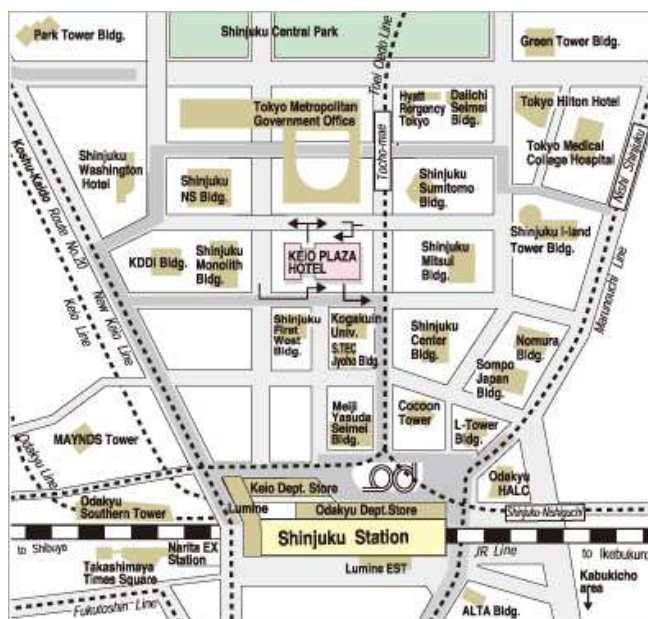 Park Tower Bldg.
Shinjuku Central Park
Green Tower Bldg.
Toei Oedo Line
Tokyo Metropolitan
Government Office
Hyatt
Rergency
Tokyo
Daiichi
Seimei
Bldg.
Tokyo Hilton Hotel
Tocho-mae
Tokyo Medical
College Hospital
Nishi Shinjuku
Koshu-Kaido Route No.20
Shinjuku
Washington
Hotel
Shinjuku
NS Bldg.
Shinjuku
Sumitomo
Bldg.
Shinjuku I-land
Tower Bldg.
KDDI Bldg.
Shinjuku
Monolith
Bldg.
KEIO PLAZA
HOTEL
Shinjuku
Mitsui
Bldg.
Marunouchi Line
New Keio Line
Keio Line
Shinjuku
First
West
Bldg.
Kogakuin
Univ.
S.TEC
Jyoho Bldg.
Shinjuku
Center
Bldg.
Nomura
Bldg.
Sompo
Japan
Bldg.
MAYNDS Tower
Meiji
Yasuda
Seimei
Bldg.
Cocoon
Tower
L-Tower
Bldg.
Odakyu Line
Odakyu
HALC
Keio Dept. Store
Odakyu
Southern Tower
Lumine
Odakyu Dept.Store
Shinjuku-Nishiguchi
Shinjuku Station
to Shibuya
Narita EX
Station
Takashimaya
Times Square
JR Line
to Ikebukuro
Lumine EST
Kabukicho
area
Fukutoshin Line
ALTA Bldg.